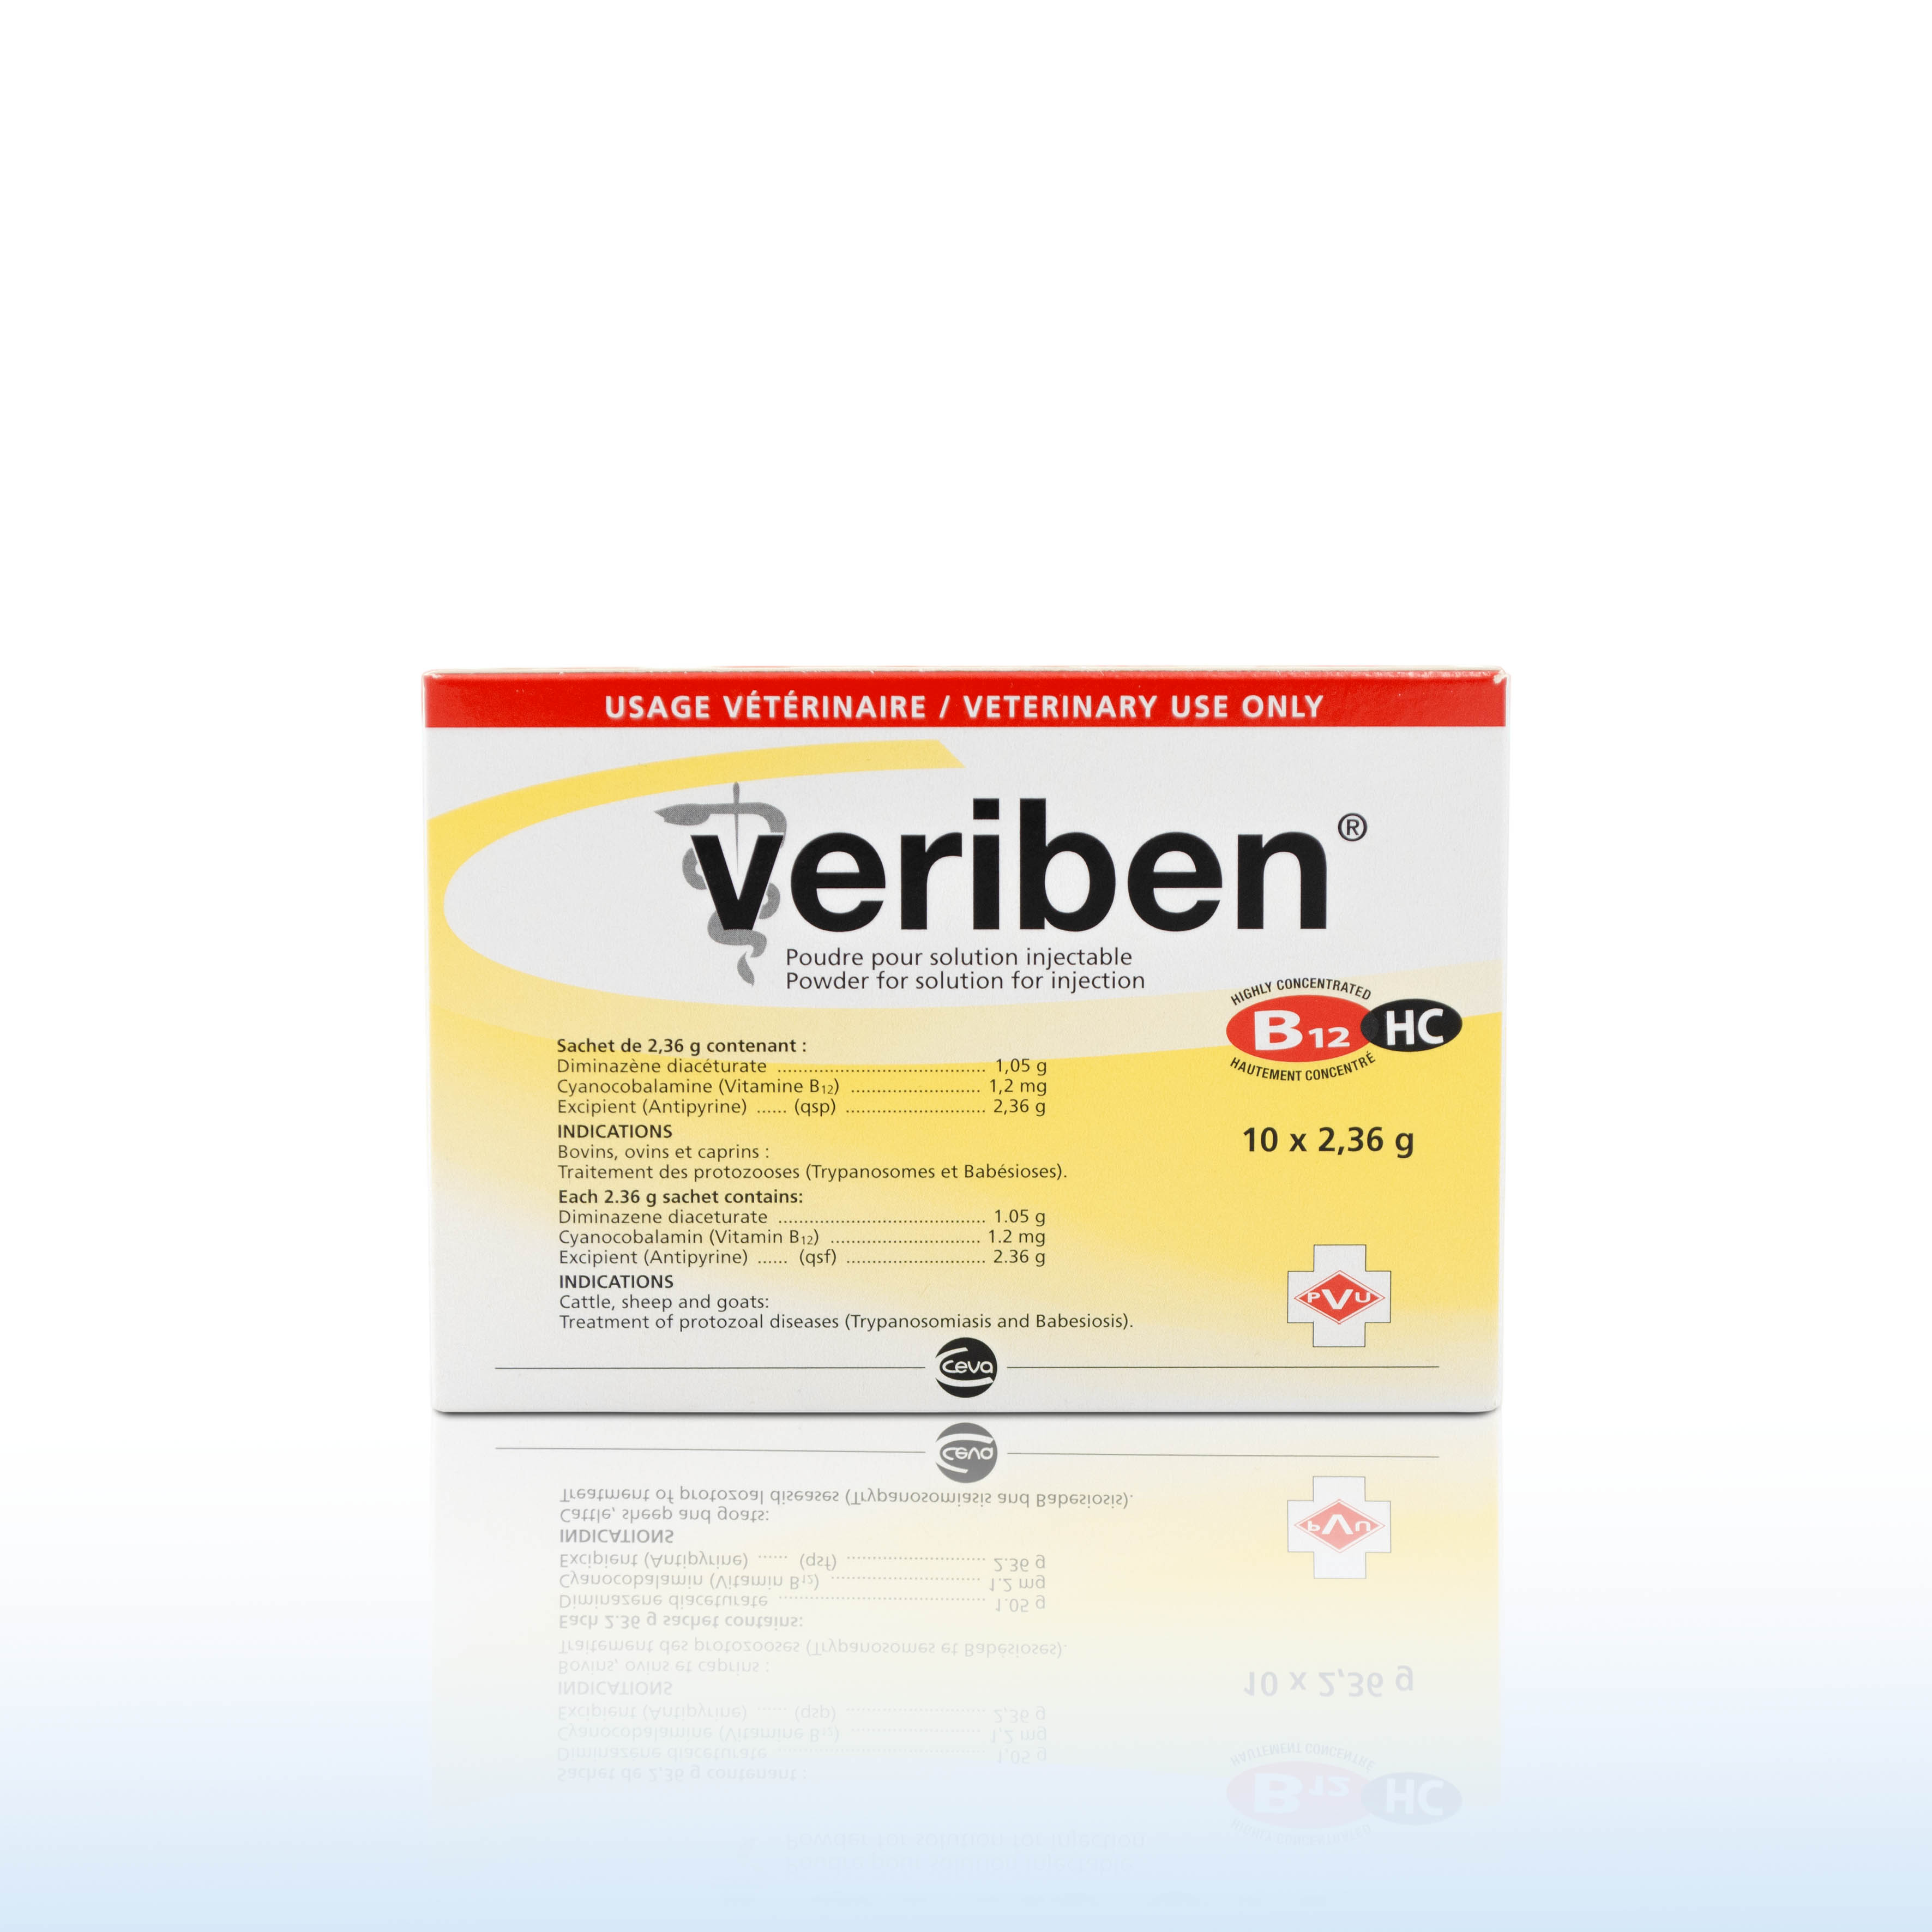 USAGE VÉTÉRINAIRE / VETERINARY USE ONLY
veriben®
Poudre pour solution injectable
Powder for solution for injection
HIGHLY CONCENTRATED
B12 HC
HAUTEMENT CONCENTRÉ
Sachet de 2,36 g contenant :
Diminazène diacéturate ........................................ 1,05 g
Cyanocobalamine (Vitamine B12) ......................... 1,2 mg
Excipient (Antipyrine) ...... (qsp) ........................... 2,36 g
INDICATIONS
Bovins, ovins et caprins :
Traitement des protozooses (Trypanosomes et Babésioses).
10 x 2,36 g
Each 2.36 g sachet contains:
Diminazene diaceturate ........................................ 1.05 g
Cyanocobalamin (Vitamin B12) ............................. 1.2 mg
Excipient (Antipyrine) ...... (qsf) ........................... 2.36 g
INDICATIONS
Cattle, sheep and goats:
Treatment of protozoal diseases (Trypanosomiasis and Babesiosis).
PVU
Ceva